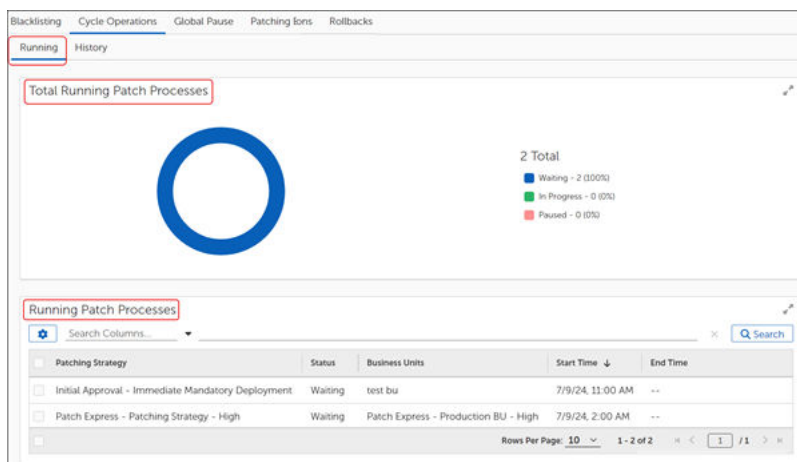 Blacklisting Cycle Operations Global Pause Patching Ions Rollbacks
Running History
Total Running Patch Processes
2 Total
Waiting - 2 (100%)
In Progress - 0 (0%)
Paused - 0 (0%)
Running Patch Processes
Search Columns... Search
Patching Strategy Status Business Units Start Time ↓ End Time
Initial Approval - Immediate Mandatory Deployment Waiting test bu 7/9/24, 11:00 AM --
Patch Express - Patching Strategy - High Waiting Patch Express - Production BU - High 7/9/24, 2:00 AM --
Rows Per Page: 10 1 - 2 of 2 1 / 1